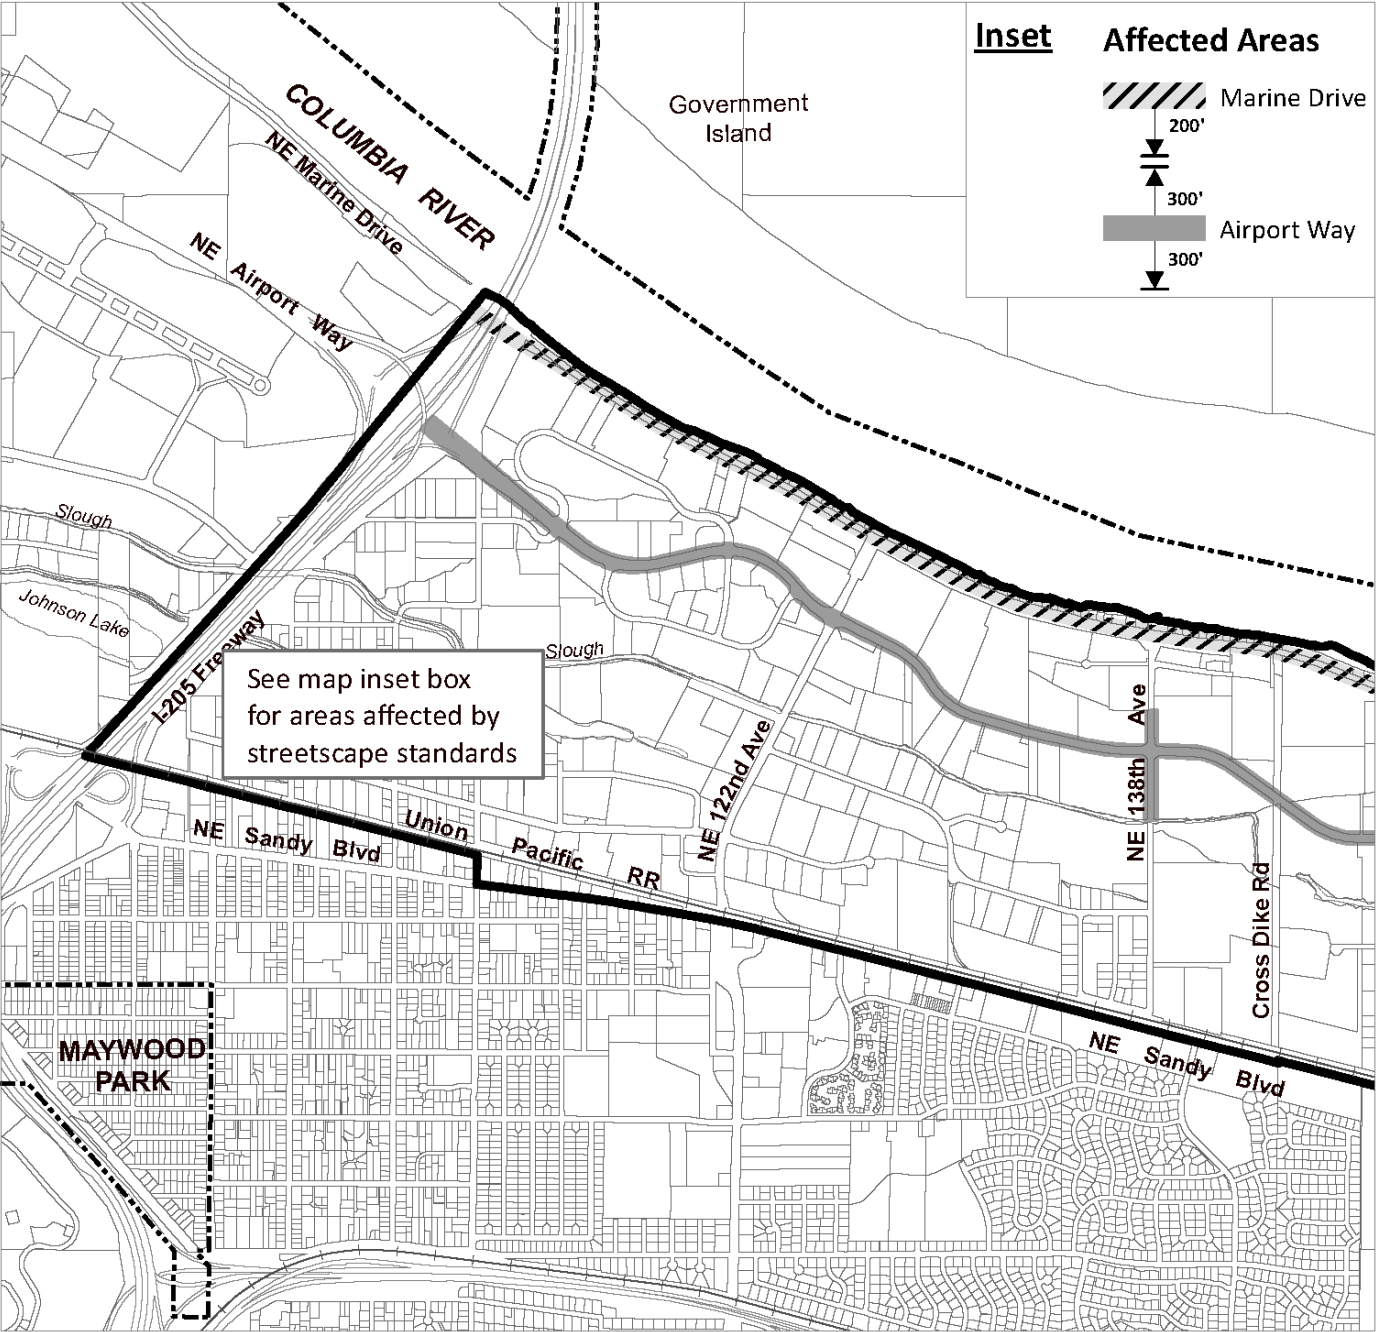 Inset
Affected Areas
Marine Drive
200'
300'
Airport Way
300'
Government
Island
COLUMBIA RIVER
NE Marine Drive
NE Airport Way
Slough
Johnson Lake
I-205 Freeway
See map inset box
for areas affected by
streetscape standards
Slough
NE 122nd Ave
NE 138th Ave
Cross Dike Rd
Union Pacific RR
NE Sandy Blvd
NE Sandy Blvd
MAYWOOD
PARK